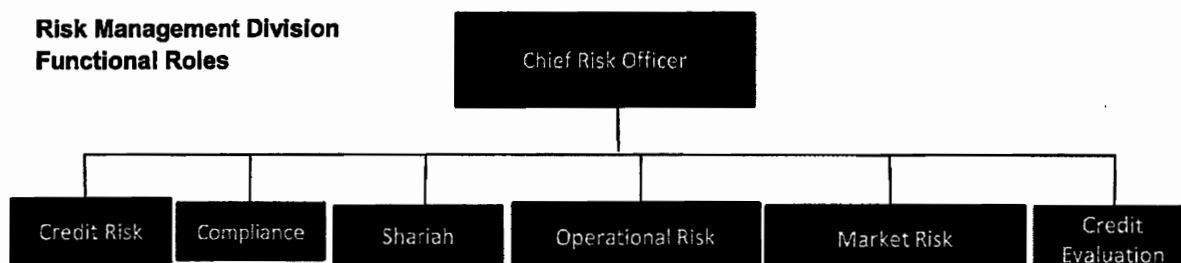 Risk Management Division
Functional Roles
Chief Risk Officer
Credit Risk
Compliance
Shariah
Operational Risk
Market Risk
Credit
Evaluation